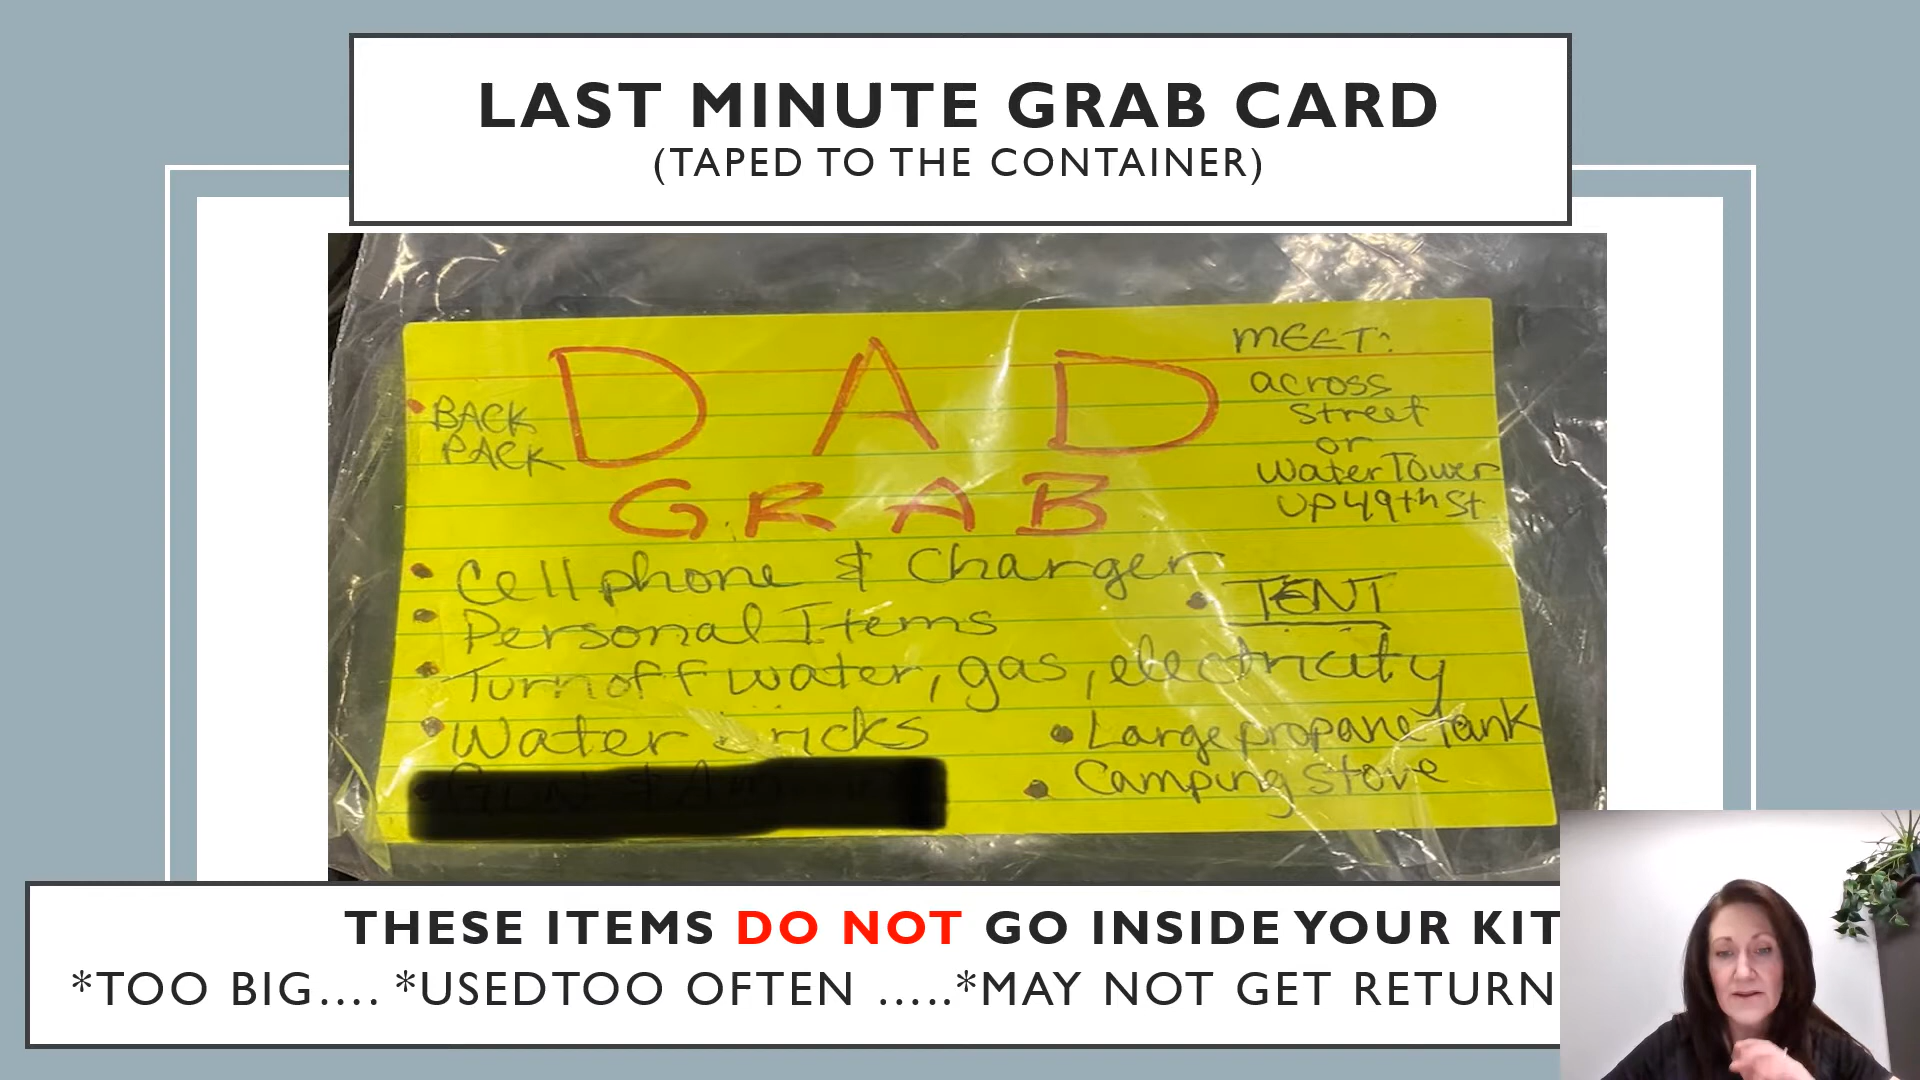 LAST MINUTE GRAB CARD
(TAPED TO THE CONTAINER)
MEET:
across
Street
or
Water Tower
UP 49th St
• BACK
PACK
DAD
GRAB
• Cell phone & Charger
• TENT
• Personal Items
• Turn off water, gas, electricity
• Water
• Large propane Tank
• Camping Stove
THESE ITEMS DO NOT GO INSIDE YOUR KIT
*TOO BIG.... *USEDTOO OFTEN .....*MAY NOT GET RETURN